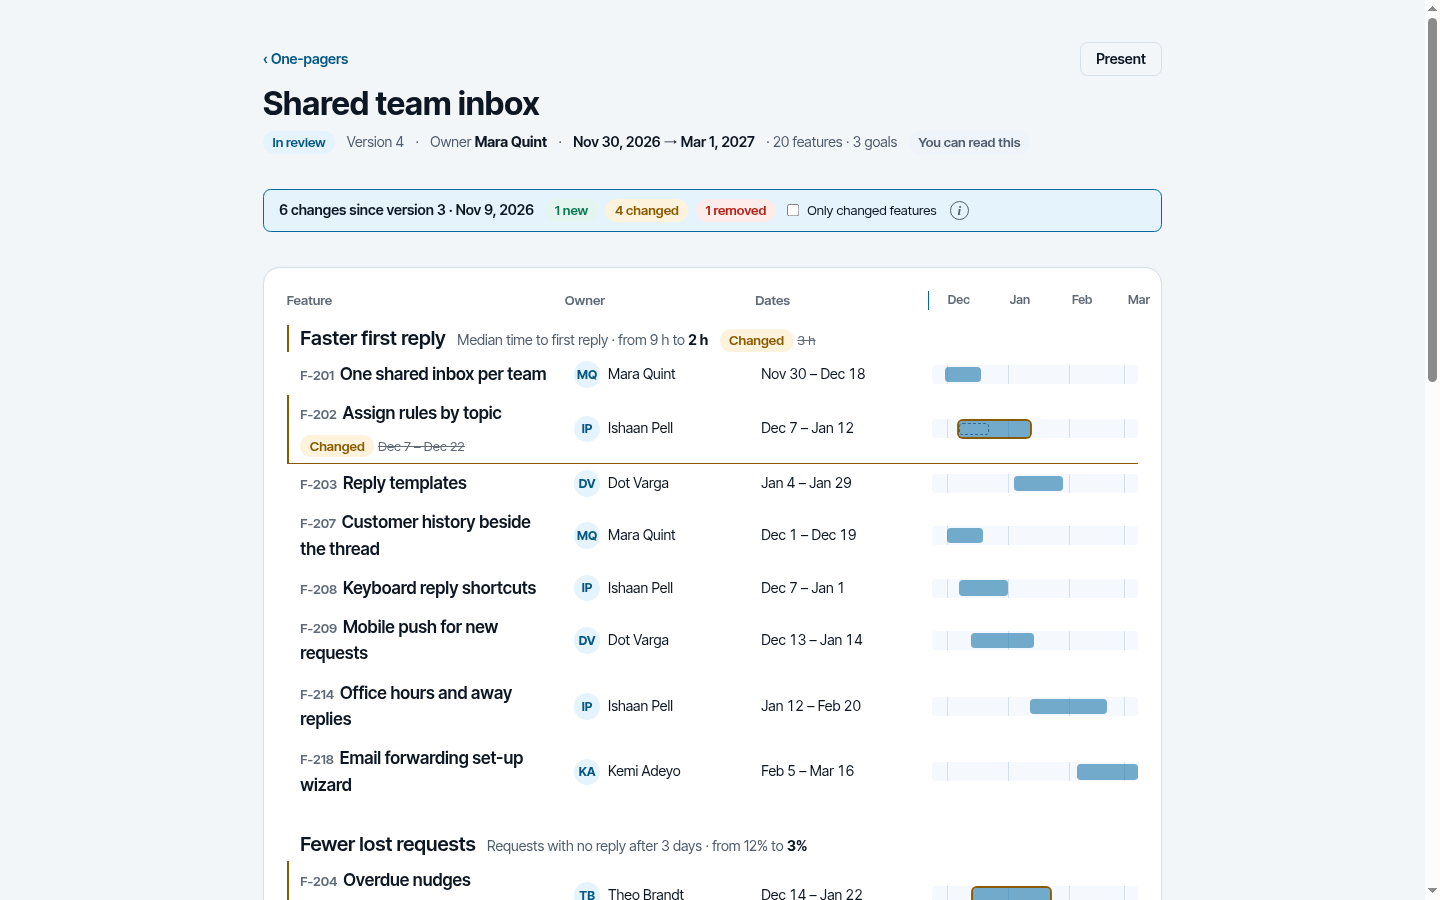 ‹ One-pagers
Present
Shared team inbox
In review Version 4 · Owner Mara Quint · Nov 30, 2026 → Mar 1, 2027 · 20 features · 3 goals You can read this
6 changes since version 3 · Nov 9, 2026 1 new 4 changed 1 removed Only changed features i
Feature Owner Dates Dec Jan Feb Mar
Faster first reply Median time to first reply · from 9 h to 2 h Changed 3 h
F-201 One shared inbox per team MQ Mara Quint Nov 30 – Dec 18
F-202 Assign rules by topic IP Ishaan Pell Dec 7 – Jan 12
Changed Dec 7 – Dec 22
F-203 Reply templates DV Dot Varga Jan 4 – Jan 29
F-207 Customer history beside
the thread MQ Mara Quint Dec 1 – Dec 19
F-208 Keyboard reply shortcuts IP Ishaan Pell Dec 7 – Jan 1
F-209 Mobile push for new
requests DV Dot Varga Dec 13 – Jan 14
F-214 Office hours and away
replies IP Ishaan Pell Jan 12 – Feb 20
F-218 Email forwarding set-up
wizard KA Kemi Adeyo Feb 5 – Mar 16
Fewer lost requests Requests with no reply after 3 days · from 12% to 3%
F-204 Overdue nudges TB Theo Brandt Dec 14 – Jan 22